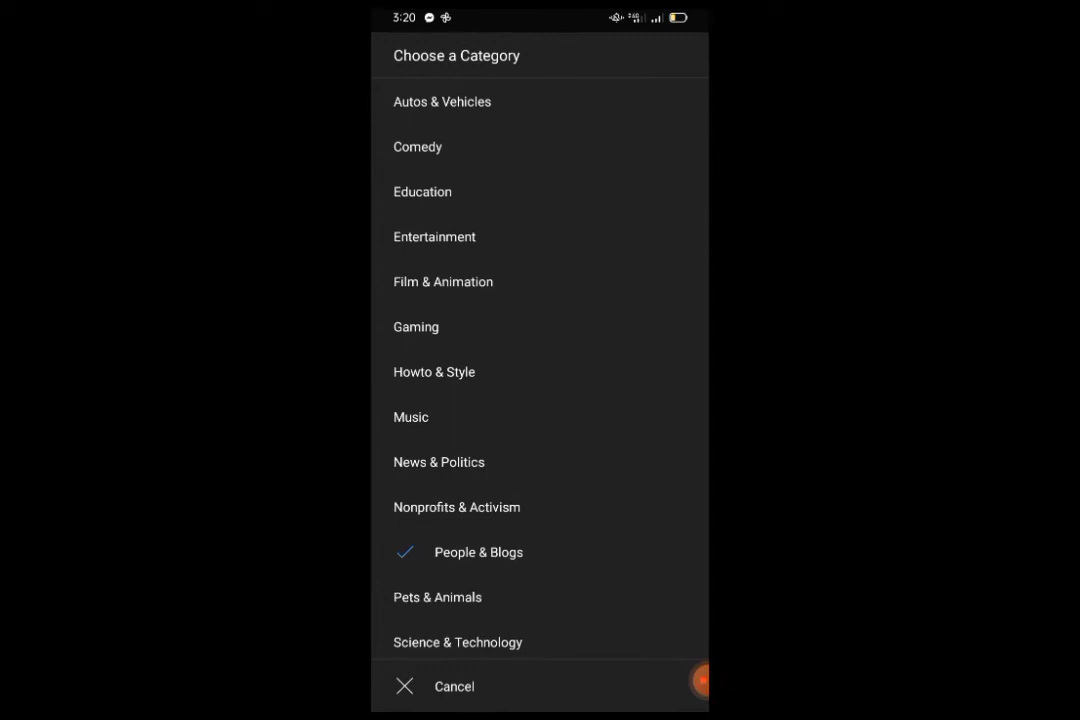 3:20
Choose a Category
Autos & Vehicles
Comedy
Education
Entertainment
Film & Animation
Gaming
Howto & Style
Music
News & Politics
Nonprofits & Activism
People & Blogs
Pets & Animals
Science & Technology
Cancel